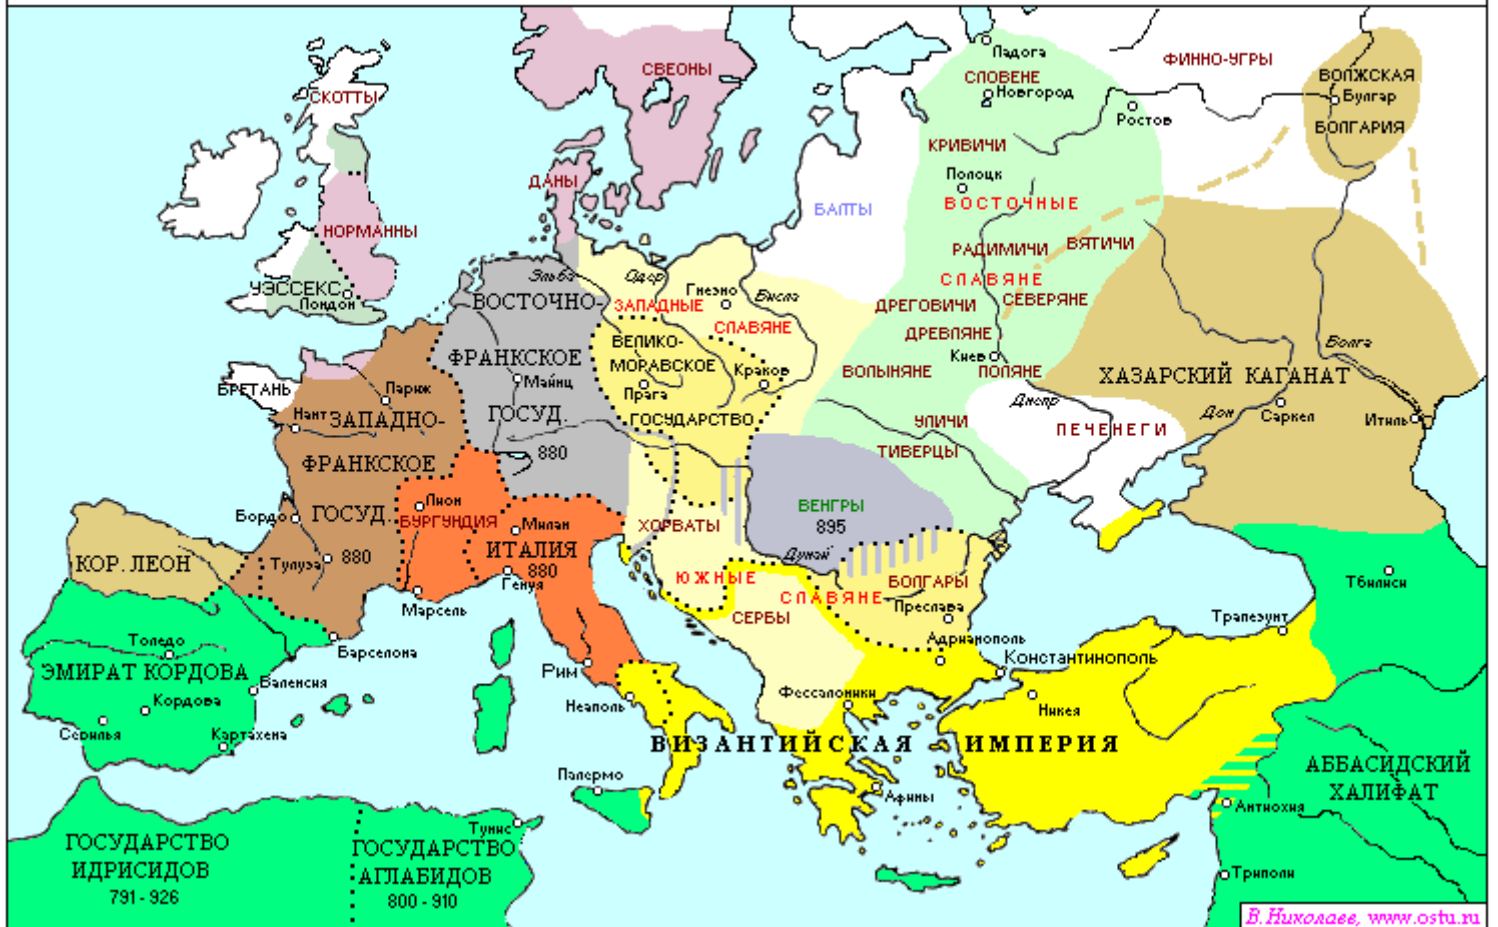 Ладога
ФИННО-УГРЫ
СВЕОНЫ
СЛОВЕНЕ
ВОЛЖСКАЯ
Новгород
Булгар
СКОТТЫ
Ростов
БОЛГАРИЯ
КРИВИЧИ
Полоцк
ДАНЫ
ВОСТОЧНЫЕ
БАЛТЫ
НОРМАННЫ
РАДИМИЧИ
ВЯТИЧИ
Эльба
Одер
СЛАВЯНЕ
УЭССЕКС
Гнезно
Висла
СЕВЕРЯНЕ
Лондон
ВОСТОЧНО-
ЗАПАДНЫЕ
ДРЕГОВИЧИ
СЛАВЯНЕ
ДРЕВЛЯНЕ
ВЕЛИКО-
Волга
ФРАНКСКОЕ
МОРАВСКОЕ
Киев
Краков
ВОЛЫНЯНЕ
ПОЛЯНЕ
ХАЗАРСКИЙ КАГАНАТ
БРЕТАНЬ
Париж
Майнц
Прага
Днепр
Нант
ЗАПАДНО-
ГОСУД.
ГОСУДАРСТВО
УЛИЧИ
Дон
Саркел
Итиль
ПЕЧЕНЕГИ
ТИВЕРЦЫ
880
ФРАНКСКОЕ
Лион
ВЕНГРЫ
Бордо
ГОСУД.
БУРГУНДИЯ
Милан
ХОРВАТЫ
895
ИТАЛИЯ
Дунай
КОР. ЛЕОН
Тулуза
880
880
Генуя
ЮЖНЫЕ
БОЛГАРЫ
Тбилиси
СЛАВЯНЕ
Марсель
Преслава
СЕРБЫ
Трапезунт
Толедо
Барселона
Адрианополь
Константинополь
ЭМИРАТ КОРДОВА
Рим
Валенсия
Фессалоники
Кордова
Неаполь
Никея
Севилья
Картахена
ВИЗАНТИЙСКАЯ ИМПЕРИЯ
АББАСИДСКИЙ
Палермо
ХАЛИФАТ
Афины
Антиохия
Тунис
ГОСУДАРСТВО
ИДРИСИДОВ
791 - 926
ГОСУДАРСТВО
АГЛАБИДОВ
800 - 910
Триполи
В. Николаев, www.ostu.ru